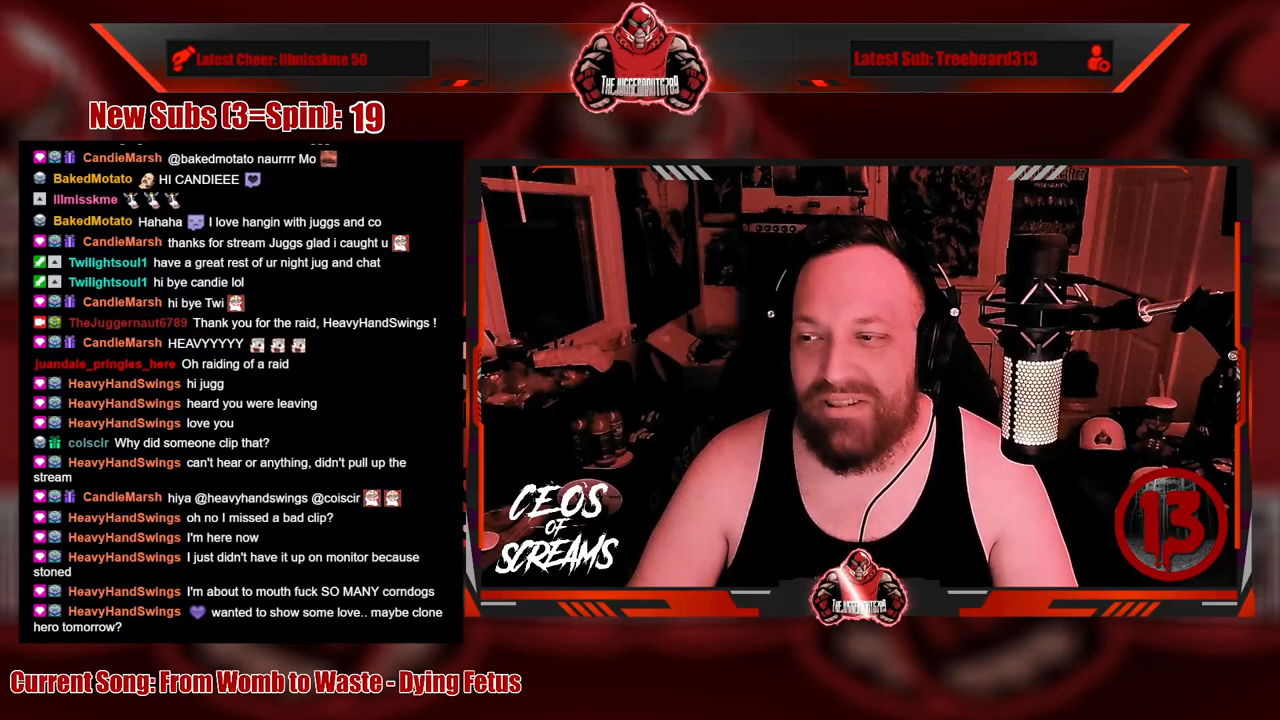 Latest Cheer: lilmisskme 50
THEJUGGERNAUT6789
Latest Sub: Treebeard313
New Subs (3=Spin): 19
CandieMarsh @bakedmotato naurrrr Mo
BakedMotato HI CANDIEEE
lilmisskme
BakedMotato Hahaha I love hangin with juggs and co
CandieMarsh thanks for stream Juggs glad i caught u
Twilightsoul1 have a great rest of ur night jug and chat
Twilightsoul1 hi bye candie lol
CandieMarsh hi bye Twi
TheJuggernaut6789 Thank you for the raid, HeavyHandSwings !
CandieMarsh HEAVYYYYY
juandale_pringles_here Oh raiding of a raid
HeavyHandSwings hi jugg
HeavyHandSwings heard you were leaving
HeavyHandSwings love you
coiscir Why did someone clip that?
HeavyHandSwings can't hear or anything, didn't pull up the
stream
CandieMarsh hiya @heavyhandswings @coiscir
HeavyHandSwings oh no I missed a bad clip?
HeavyHandSwings I'm here now
HeavyHandSwings I just didn't have it up on monitor because
stoned
HeavyHandSwings I'm about to mouth fuck SO MANY corndogs
HeavyHandSwings wanted to show some love.. maybe clone
hero tomorrow?
CEOS
OF
SCREAMS
13
Current Song: From Womb to Waste - Dying Fetus